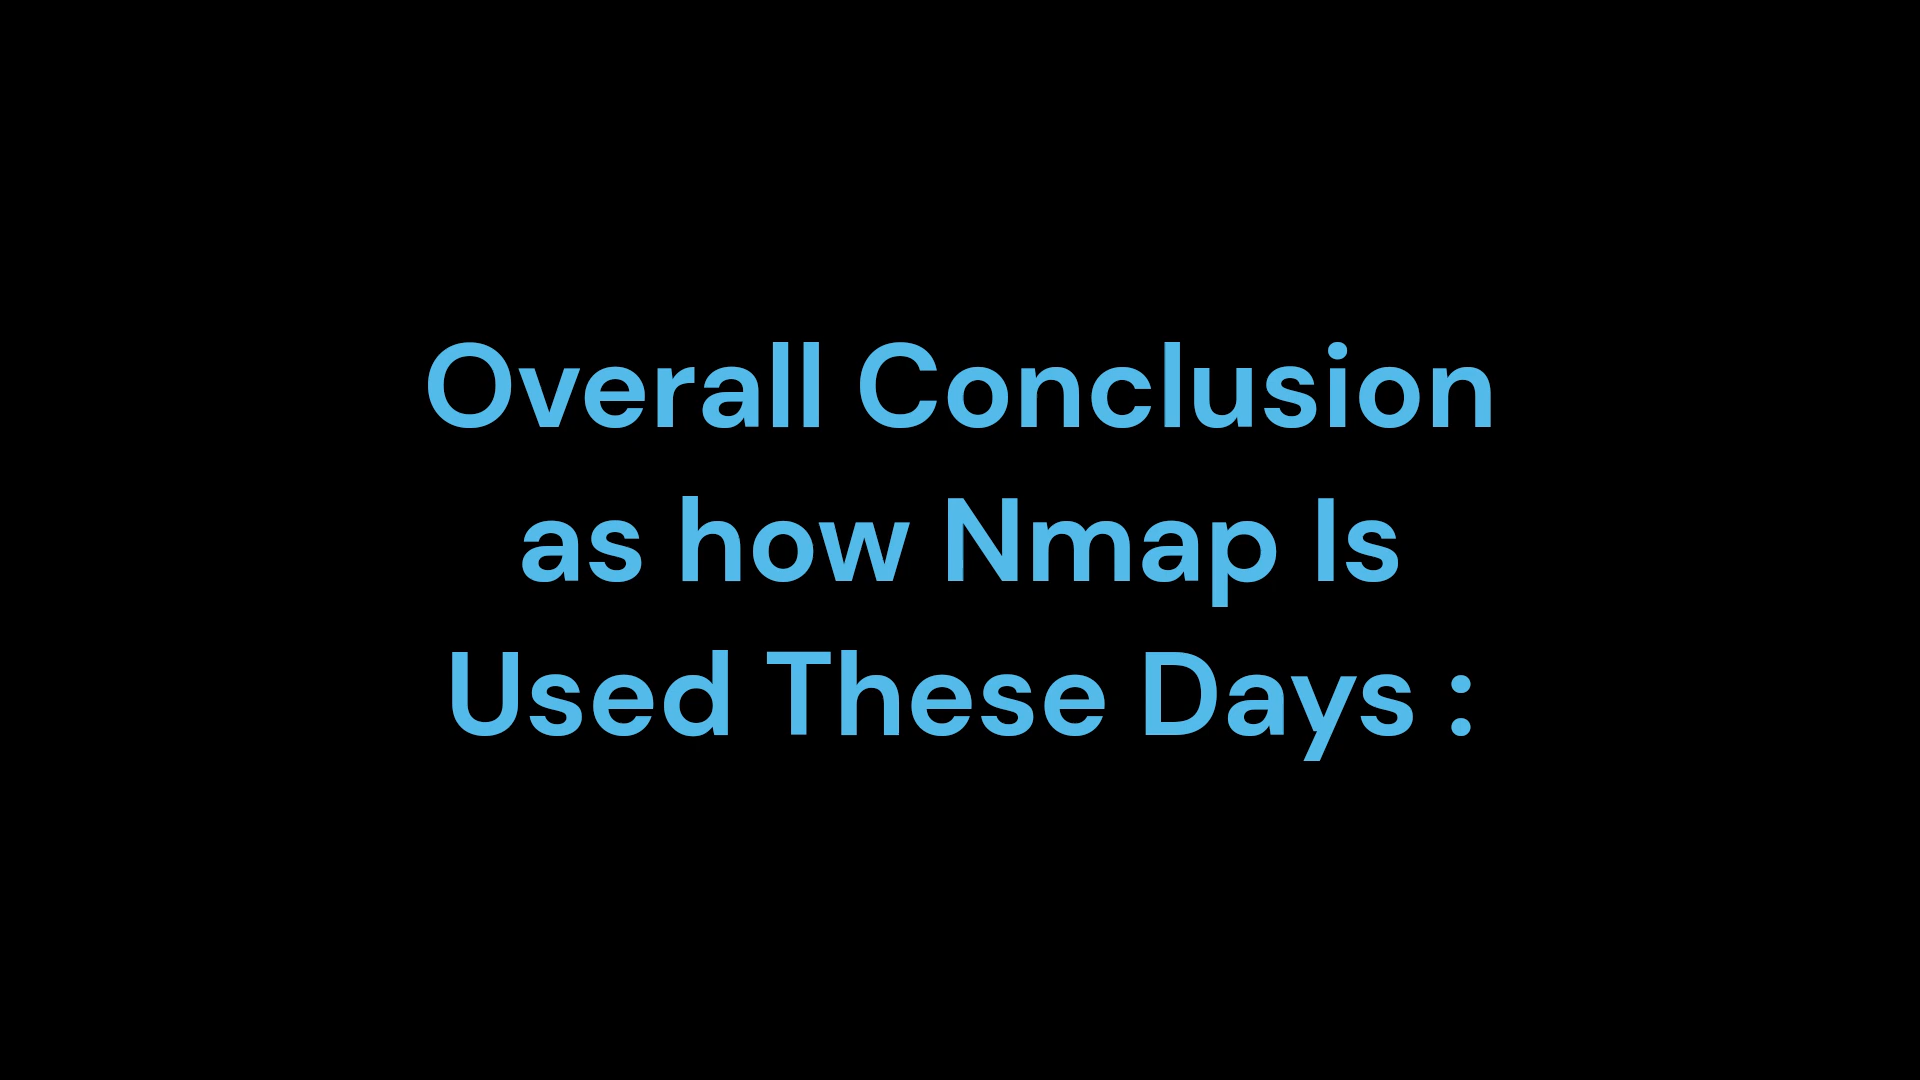 Overall Conclusion
as how Nmap Is
Used These Days :